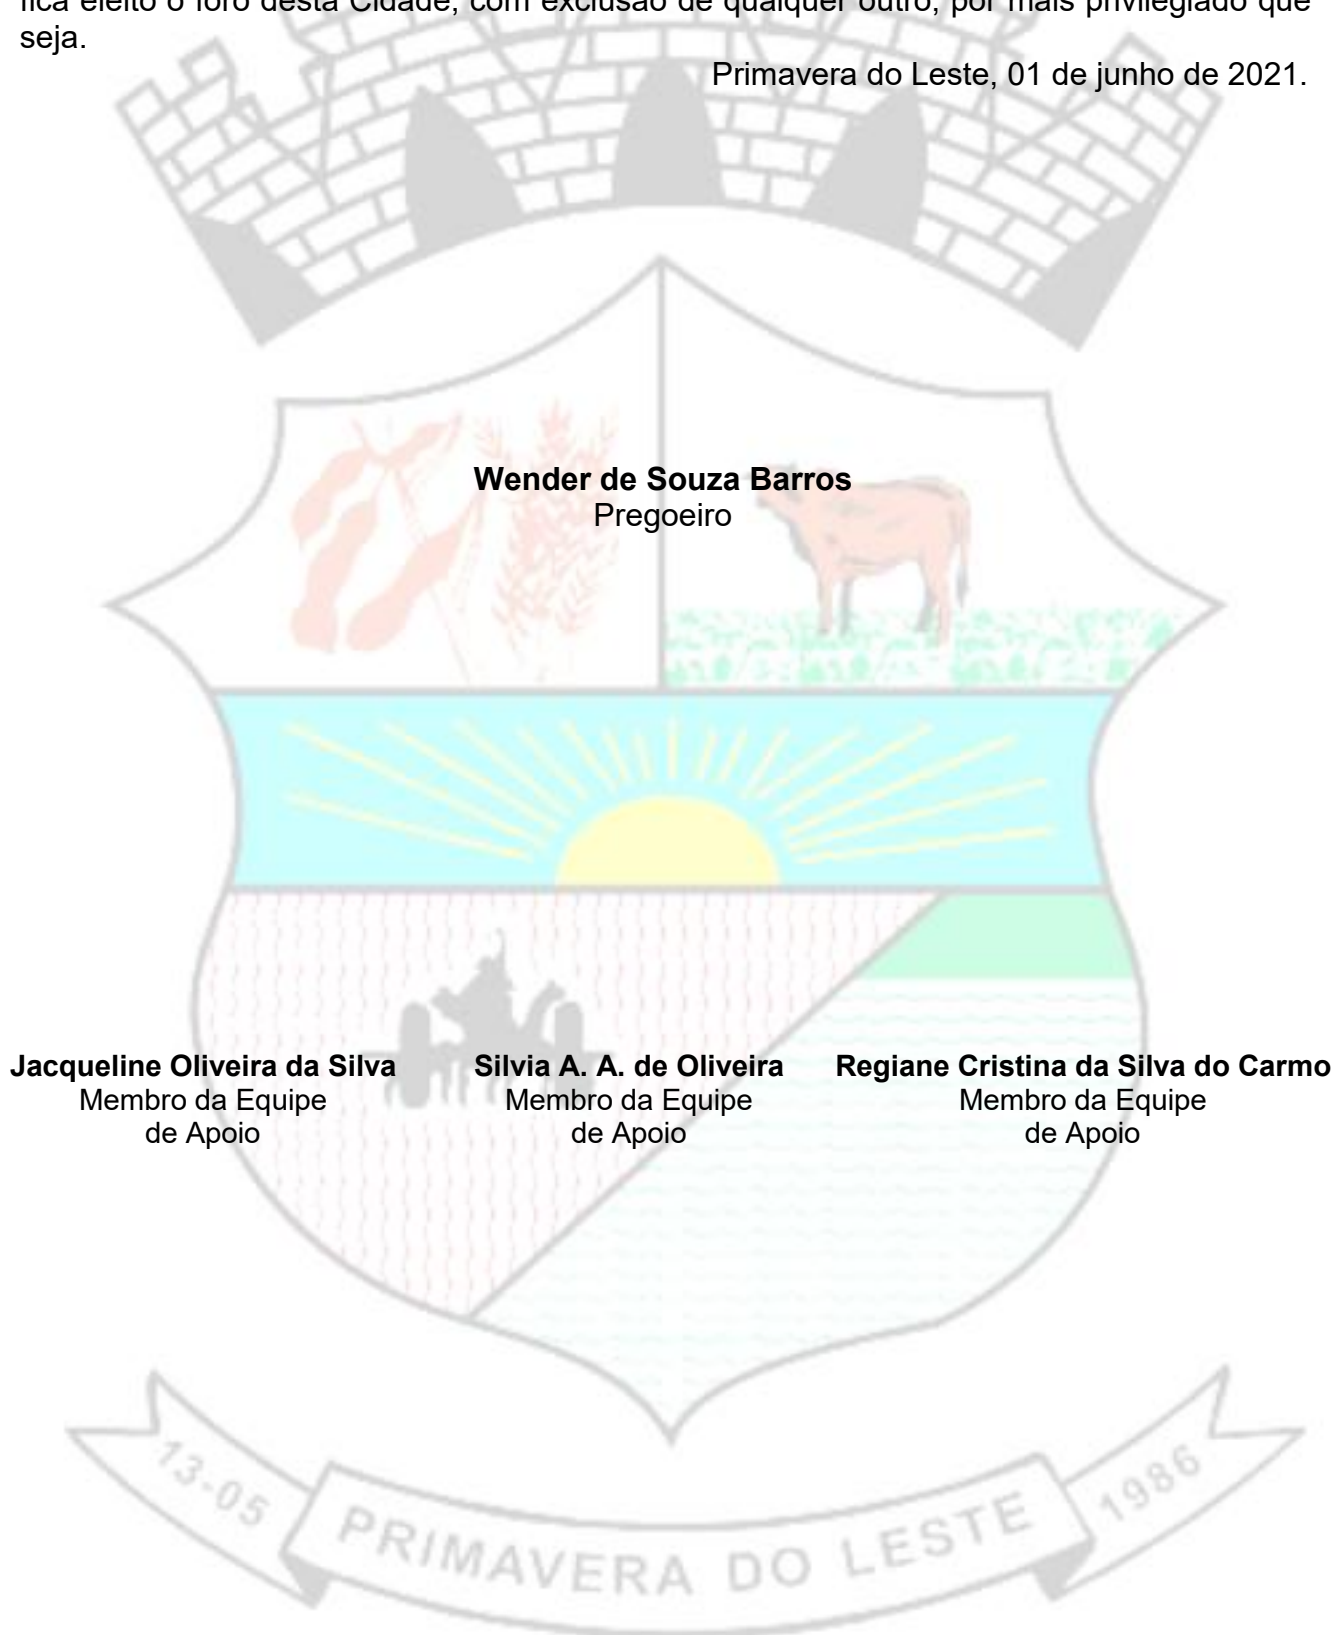 fica eleito o foro desta Cidade, com exclusão de qualquer outro, por mais privilegiado que
seja.
Primavera do Leste, 01 de junho de 2021.
Wender de Souza Barros
Pregoeiro
Jacqueline Oliveira da Silva
Membro da Equipe
de Apoio
Silvia A. A. de Oliveira
Membro da Equipe
de Apoio
Regiane Cristina da Silva do Carmo
Membro da Equipe
de Apoio
13-05
PRIMAVERA DO LESTE
1986